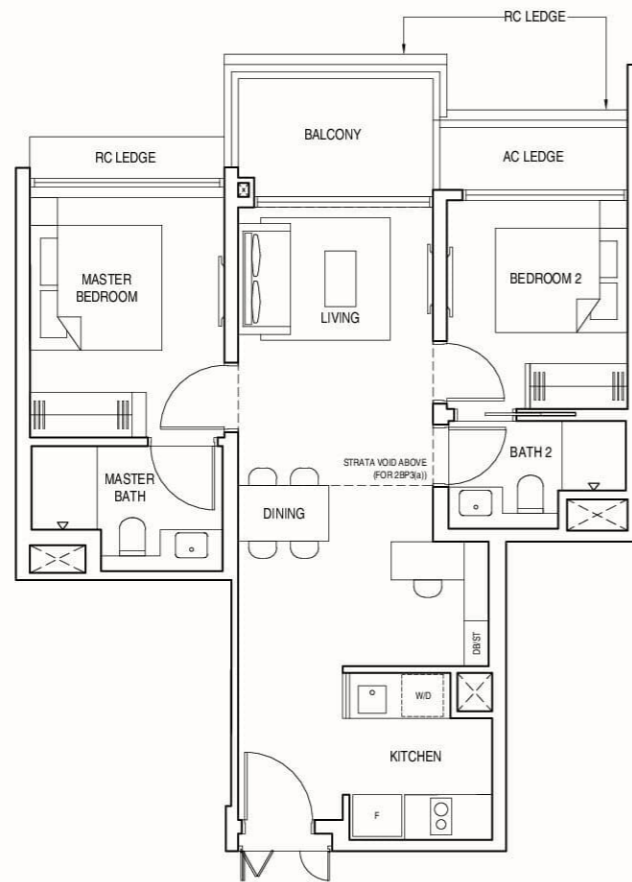 RC LEDGE
BALCONY
RC LEDGE
AC LEDGE
MASTER
BEDROOM
LIVING
BEDROOM 2
STRATA VOID ABOVE
(FOR 2BP3(a))
BATH 2
MASTER
BATH
DINING
DB/ST
W/D
KITCHEN
F